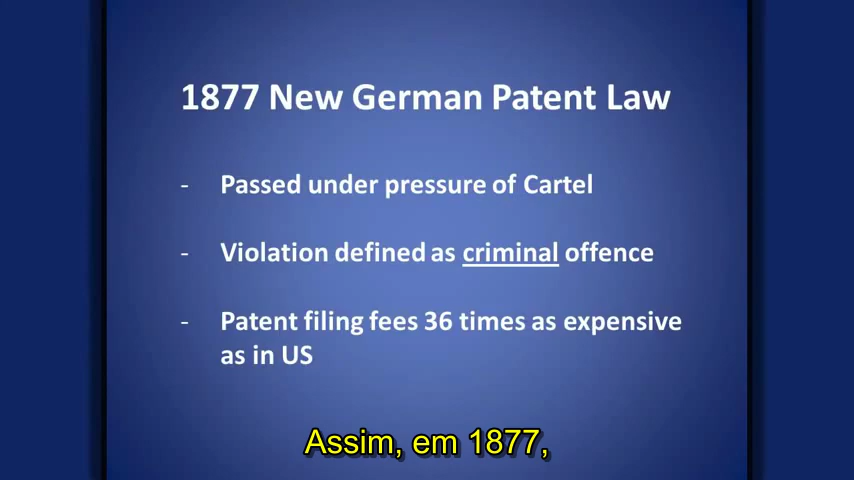 1877 New German Patent Law
- Passed under pressure of Cartel
- Violation defined as criminal offence
- Patent filing fees 36 times as expensive
as in US
Assim, em 1877,